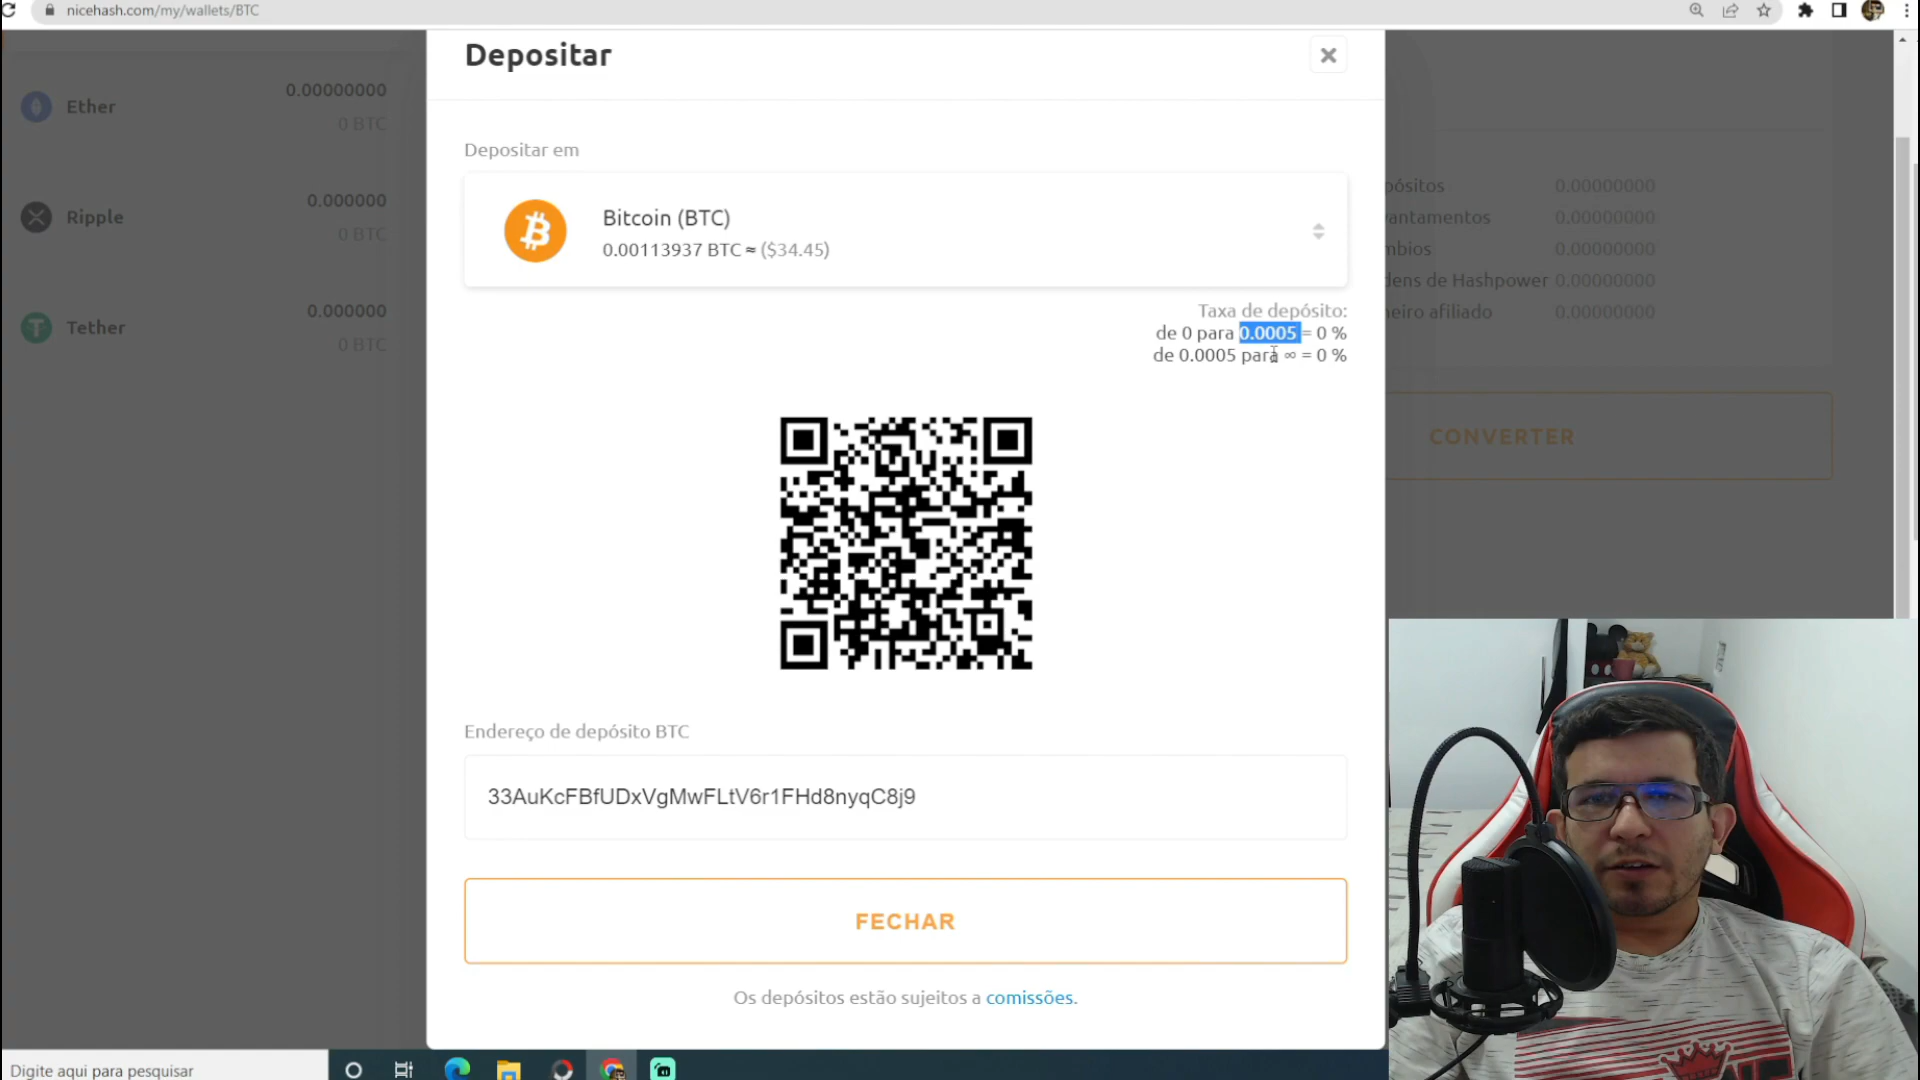 nicehash.com/my/wallets/BTC
Depositar
Ether
0.00000000
0 BTC
Ripple
0.000000
0 BTC
Tether
0.000000
0 BTC
Depositar em
Bitcoin (BTC)
0.00113937 BTC ≈ ($34.45)
Taxa de depósito:
de 0 para 0.0005 = 0 %
de 0.0005 para ∞ = 0 %
pósitos 0.00000000
vantamentos 0.00000000
mbios 0.00000000
dens de Hashpower 0.00000000
heiro afiliado 0.00000000
CONVERTER
Endereço de depósito BTC
33AuKcFBfUDxVgMwFLtV6r1FHd8nyqC8j9
FECHAR
Os depósitos estão sujeitos a comissões.
Digite aqui para pesquisar